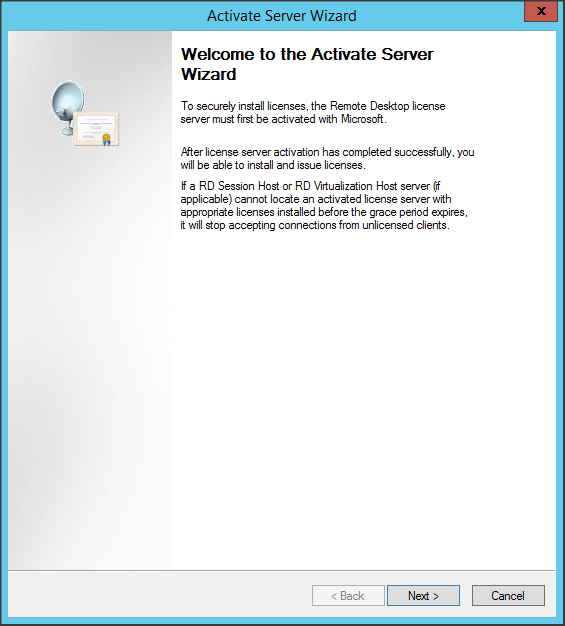 Activate Server Wizard
x
Welcome to the Activate Server
Wizard
To securely install licenses, the Remote Desktop license
server must first be activated with Microsoft.
After license server activation has completed successfully, you
will be able to install and issue licenses.
If a RD Session Host or RD Virtualization Host server (if
applicable) cannot locate an activated license server with
appropriate licenses installed before the grace period expires,
it will stop accepting connections from unlicensed clients.
< Back
Next >
Cancel